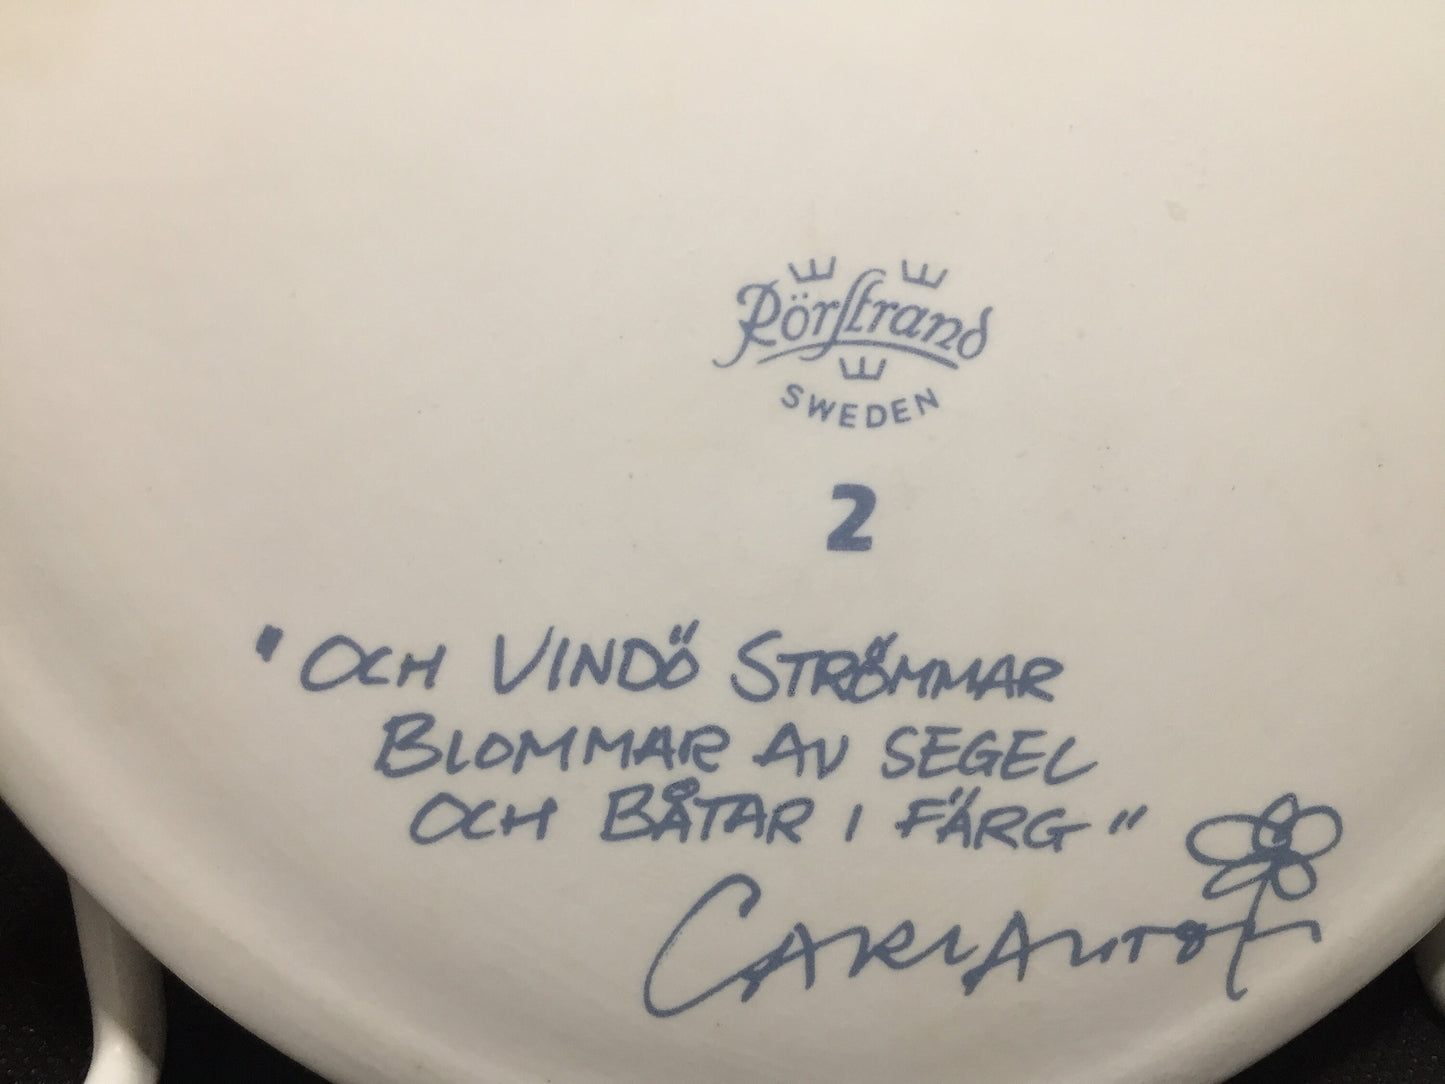 Rörstrand
SWEDEN
2
"OCH VINDÖ STRÖMMAR
BLOMMAR AV SEGEL
OCH BÅTAR I FÄRG"